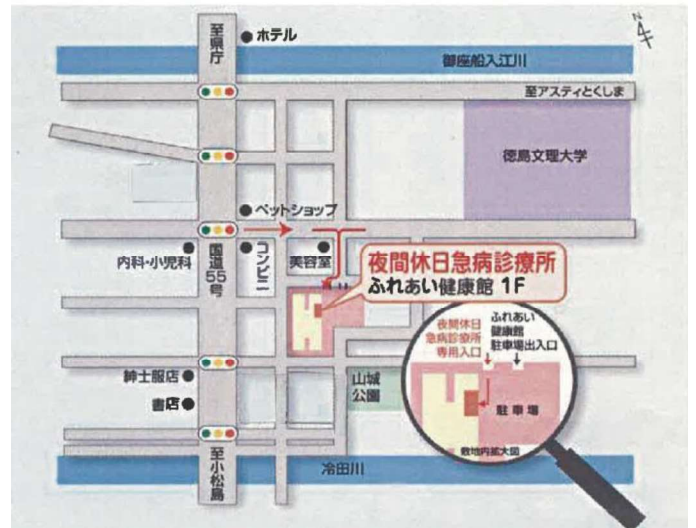 至県庁
ホテル
N
御座船入江川
至アスティとくしま
徳島文理大学
ペットショップ
内科・小児科
国道55号
コンビニ
美容室
夜間休日急病診療所
ふれあい健康館 1F
夜間休日
急病診療所
専用入口
ふれあい
健康館
駐車場出入口
紳士服店
書店
山城
公園
駐車場
敷地内拡大図
至小松島
冷田川